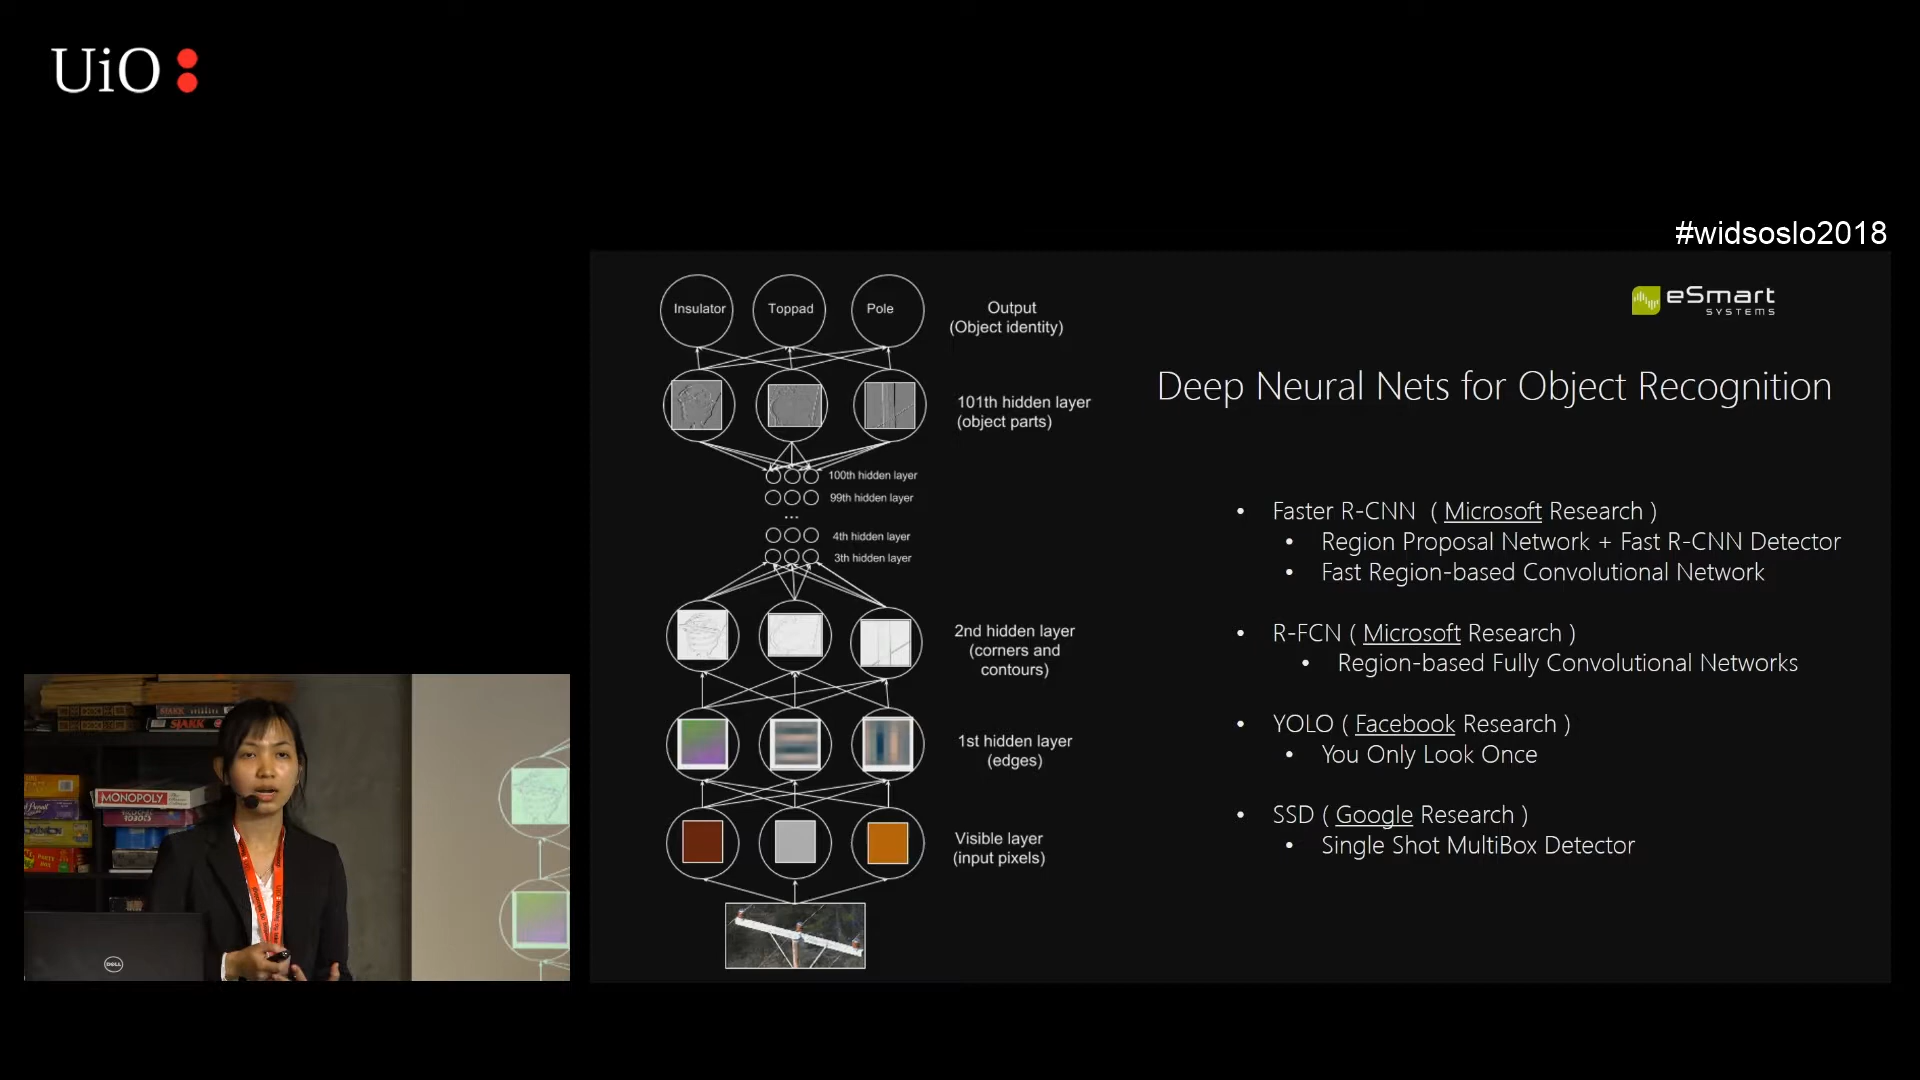 UiO
#widsoslo2018
eSmart
SYSTEMS
Insulator
Toppad
Pole
Output
(Object identity)
101th hidden layer
(object parts)
100th hidden layer
99th hidden layer
...
4th hidden layer
3th hidden layer
2nd hidden layer
(corners and
contours)
1st hidden layer
(edges)
Visible layer
(input pixels)
Deep Neural Nets for Object Recognition
• Faster R-CNN ( Microsoft Research )
• Region Proposal Network + Fast R-CNN Detector
• Fast Region-based Convolutional Network
• R-FCN ( Microsoft Research )
• Region-based Fully Convolutional Networks
• YOLO ( Facebook Research )
• You Only Look Once
• SSD ( Google Research )
• Single Shot MultiBox Detector
SJAKK
MONOPOLY
DELL